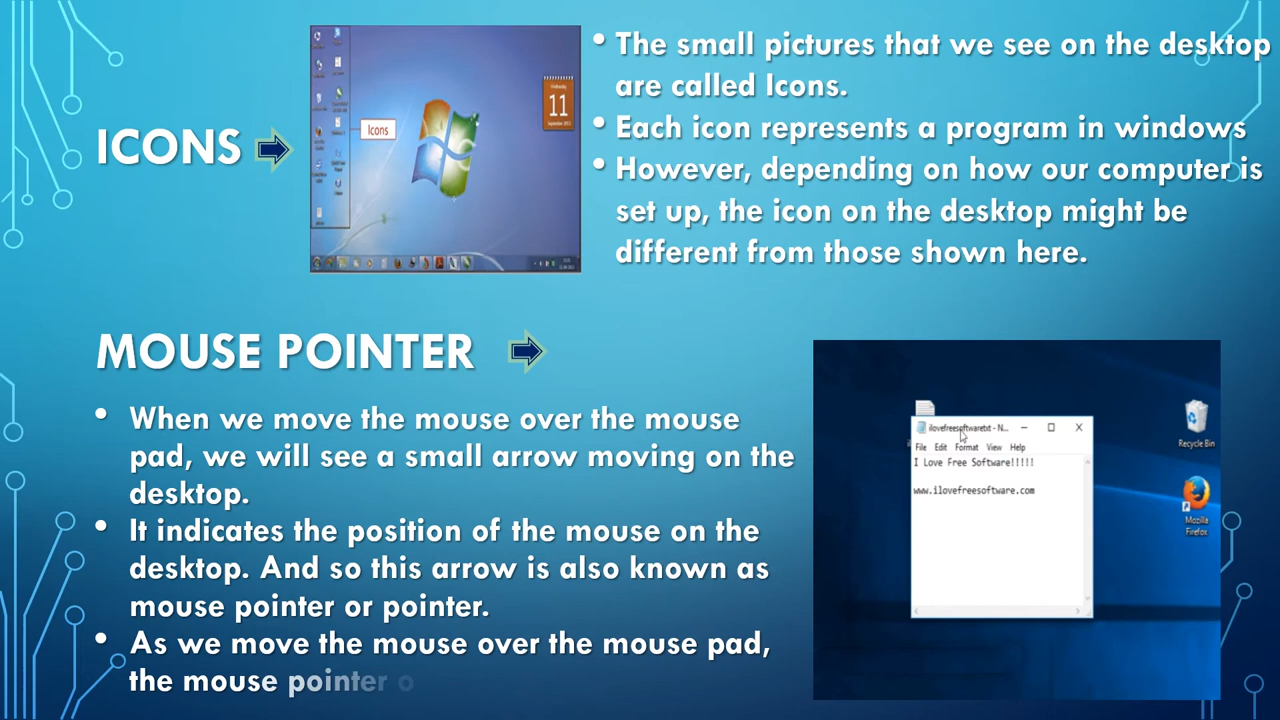 ICONS
Icons
Wednesday
11
September 2013
• The small pictures that we see on the desktop
are called Icons.
• Each icon represents a program in windows
• However, depending on how our computer is
set up, the icon on the desktop might be
different from those shown here.
MOUSE POINTER
• When we move the mouse over the mouse
pad, we will see a small arrow moving on the
desktop.
• It indicates the position of the mouse on the
desktop. And so this arrow is also known as
mouse pointer or pointer.
• As we move the mouse over the mouse pad,
the mouse pointer o
ilovefreesoftwaretxt - N...
File Edit Format View Help
I Love Free Software!!!!!
www.ilovefreesoftware.com
Recycle Bin
Mozilla
Firefox